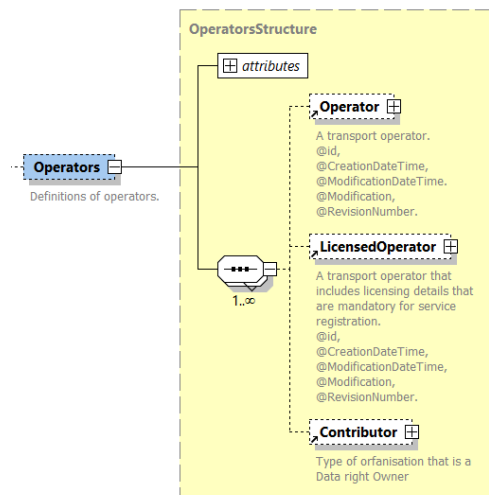 OperatorsStructure
attributes
Operator
A transport operator.
@id,
@CreationDateTime,
@ModificationDateTime.
@Modification,
@RevisionNumber.
Operators
Definitions of operators.
LicensedOperator
A transport operator that
includes licensing details that
are mandatory for service
registration.
@id,
@CreationDateTime,
@ModificationDateTime,
@Modification,
@RevisionNumber.
1..∞
Contributor
Type of orfanisation that is a
Data right Owner